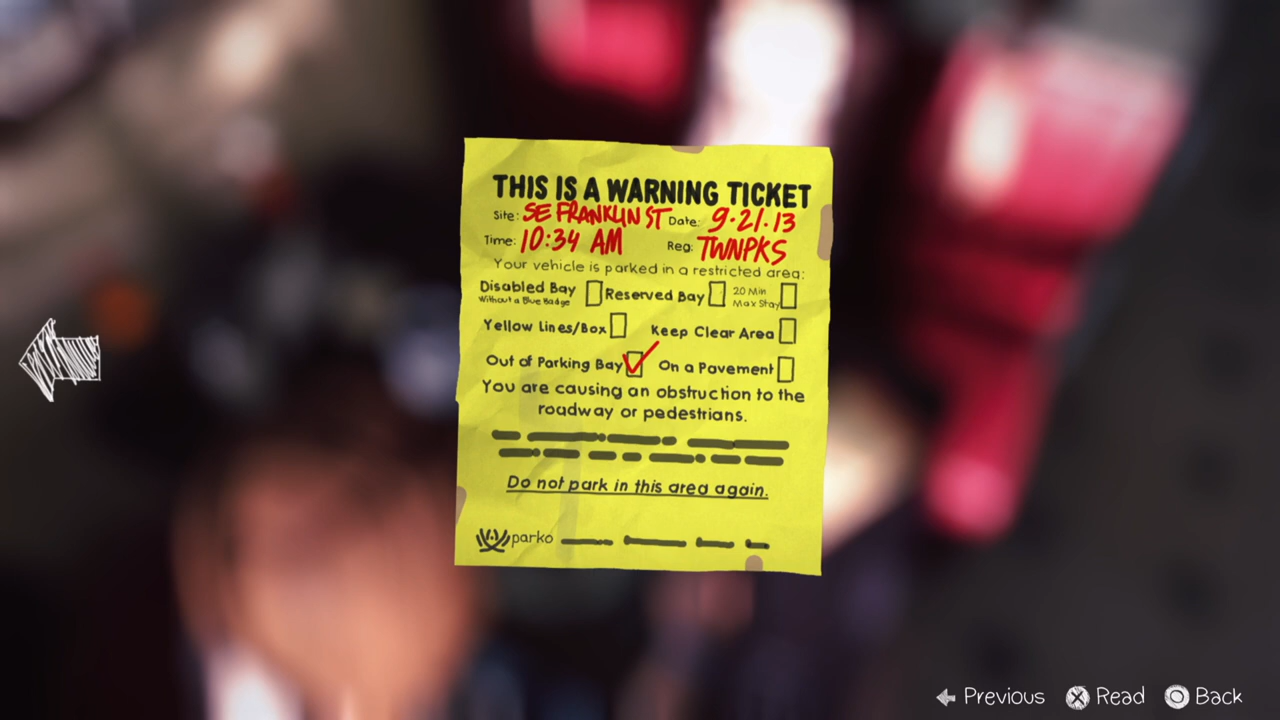 THIS IS A WARNING TICKET
Site: SE FRANKLIN ST Date: 9.21.13
Time: 10:34 AM Reg: TWNPKS
Your vehicle is parked in a restricted area:
Disabled Bay Without a Blue Badge Reserved Bay 20 Min Max Stay
Yellow Lines/Box Keep Clear Area
Out of Parking Bay On a Pavement
You are causing an obstruction to the
roadway or pedestrians.
Do not park in this area again.
parko
Previous Read Back